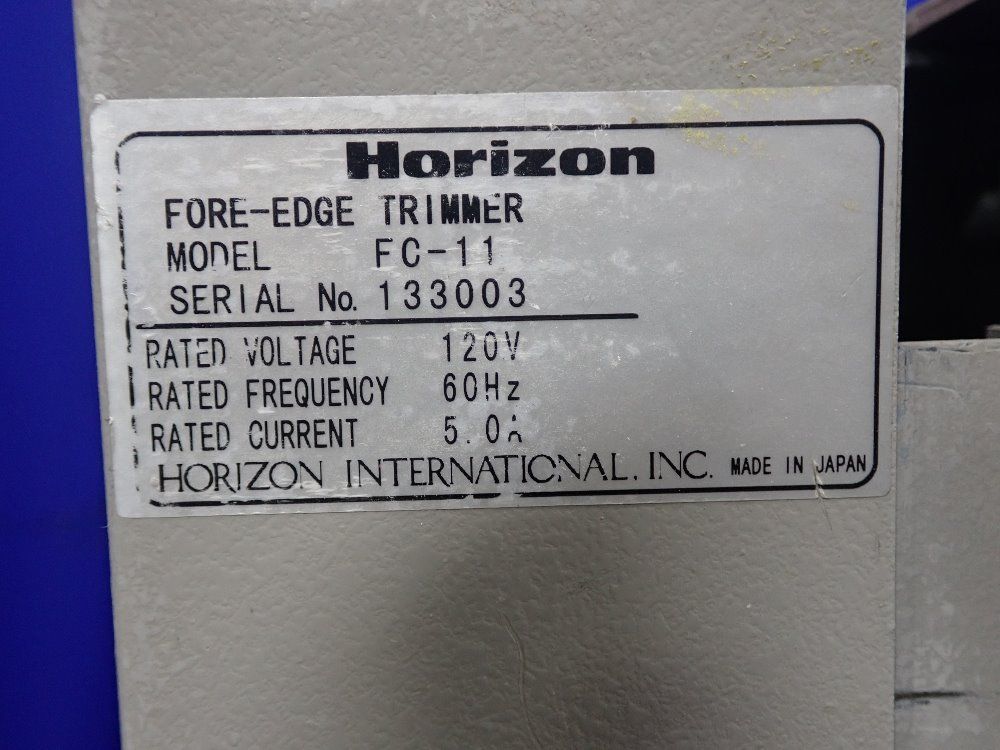 Horizon
FORE-EDGE TRIMMER
MODEL FC-11
SERIAL No. 133003
RATED VOLTAGE 120V
RATED FREQUENCY 60Hz
RATED CURRENT 5.0A
HORIZON INTERNATIONAL, INC. MADE IN JAPAN